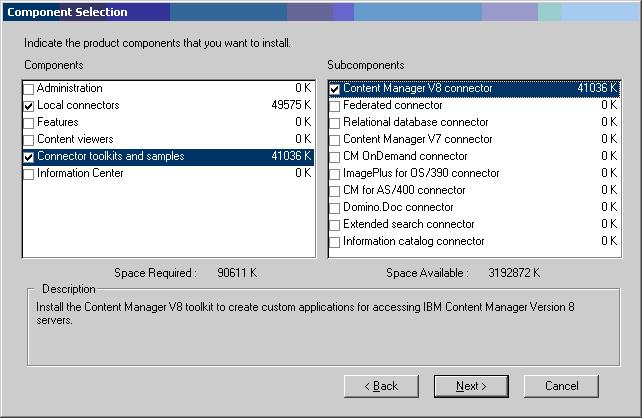 Component Selection
Indicate the product components that you want to install.
Components Subcomponents
Administration 0 K Content Manager V8 connector 41036 K
Local connectors 49575 K Federated connector 0 K
Features 0 K Relational database connector 0 K
Content viewers 0 K Content Manager V7 connector 0 K
Connector toolkits and samples 41036 K CM OnDemand connector 0 K
Information Center 0 K ImagePlus for OS/390 connector 0 K
CM for AS/400 connector 0 K
Domino.Doc connector 0 K
Extended search connector 0 K
Information catalog connector 0 K
Space Required : 90611 K Space Available : 3192872 K
Description
Install the Content Manager V8 toolkit to create custom applications for accessing IBM Content Manager Version 8
servers.
< Back Next > Cancel